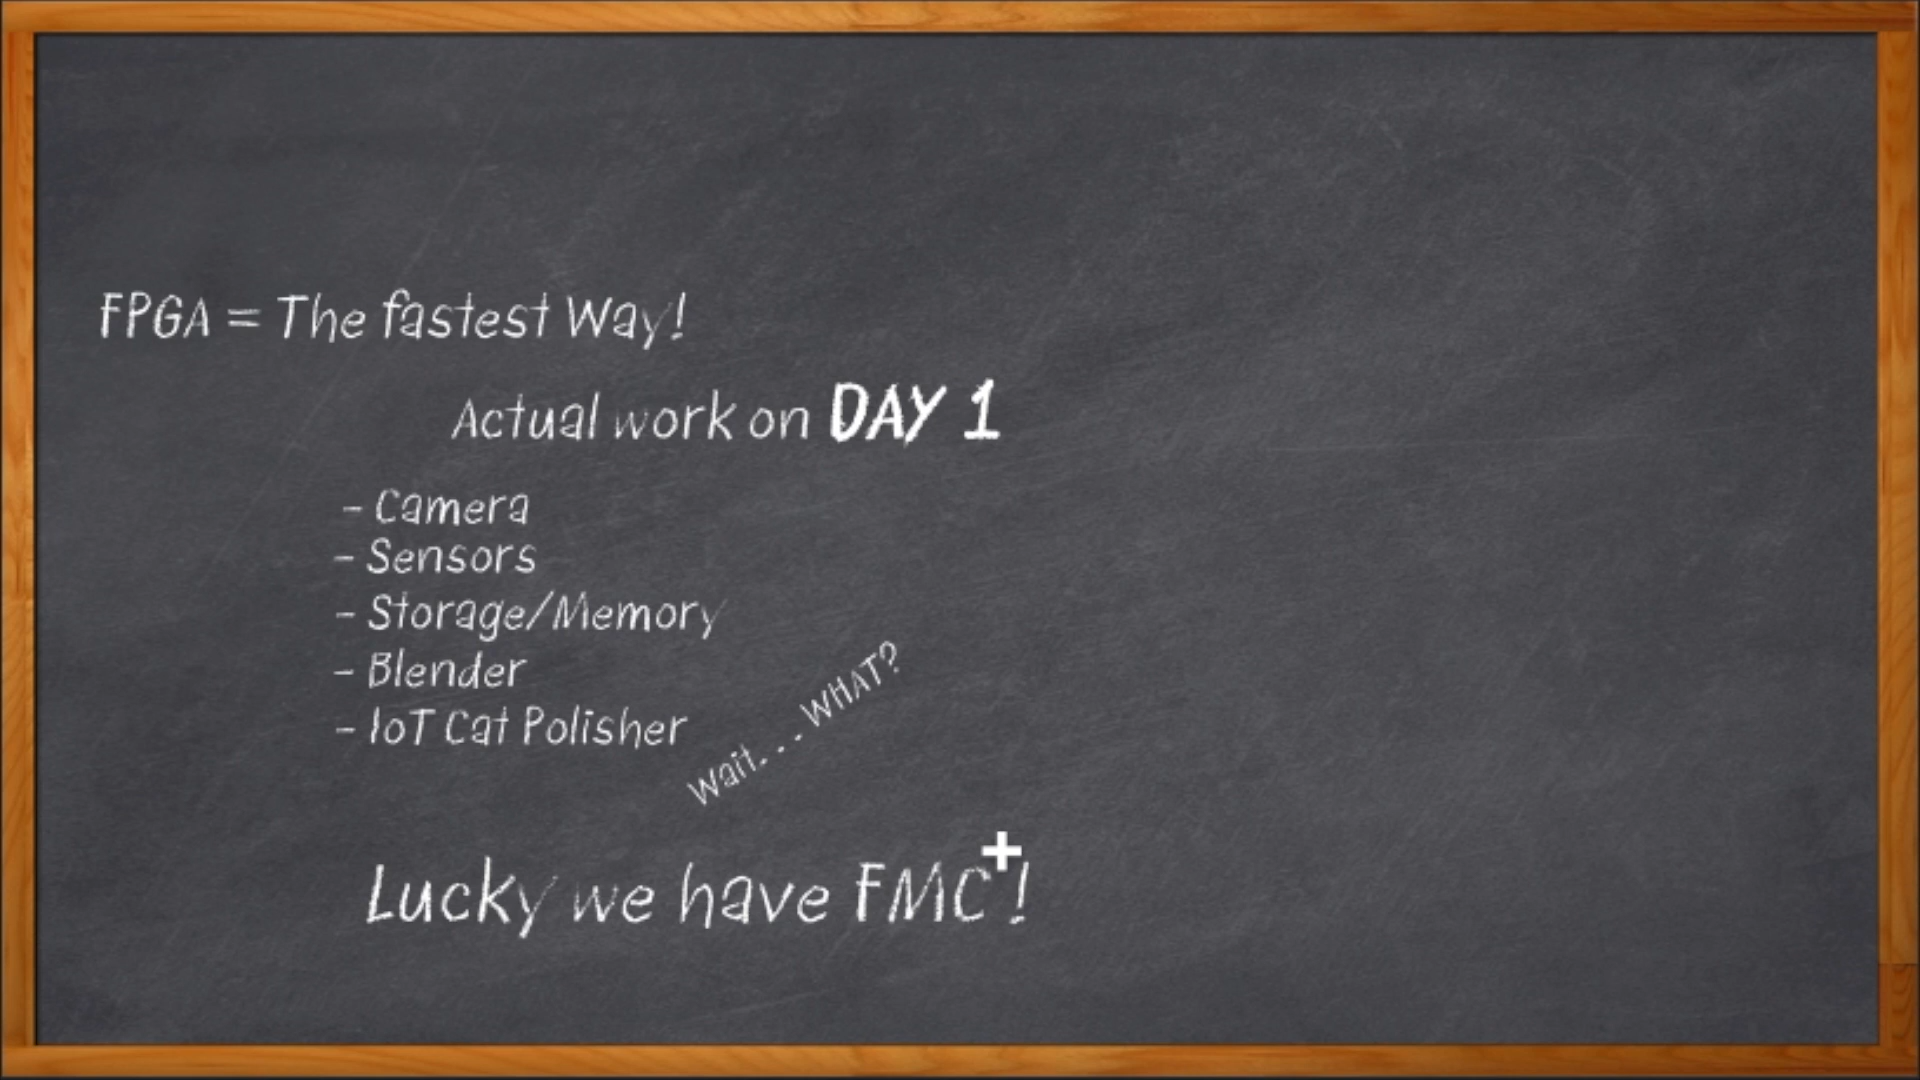 FPGA = The fastest Way!
Actual work on DAY 1
- Camera
- Sensors
- Storage/Memory
- Blender
- IoT Cat Polisher
Wait. . . WHAT?
Lucky we have FMC+!